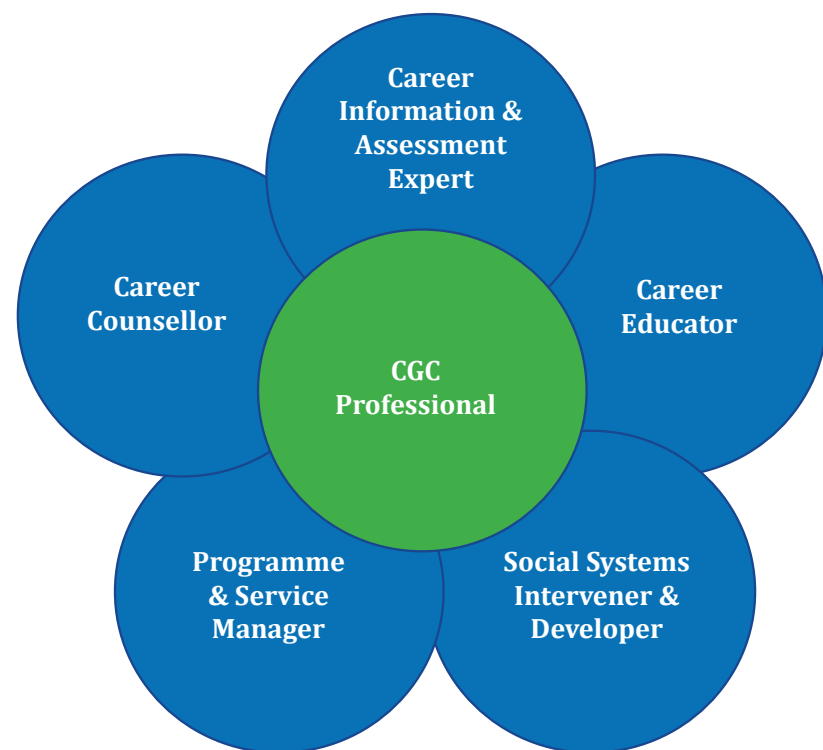 Career
Information &
Assessment
Expert
Career
Counsellor
Career
Educator
CGC
Professional
Programme
& Service
Manager
Social Systems
Intervener &
Developer